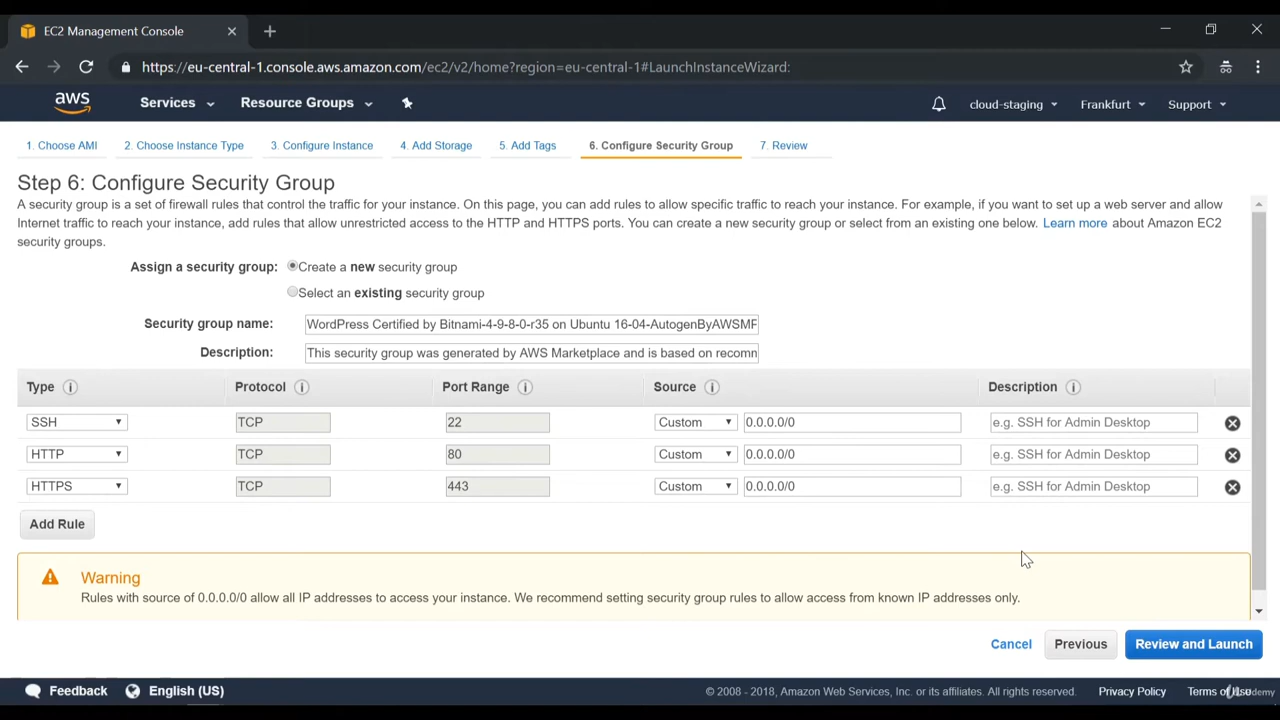 EC2 Management Console
https://eu-central-1.console.aws.amazon.com/ec2/v2/home?region=eu-central-1#LaunchInstanceWizard:
aws Services Resource Groups cloud-staging Frankfurt Support
1. Choose AMI 2. Choose Instance Type 3. Configure Instance 4. Add Storage 5. Add Tags 6. Configure Security Group 7. Review
Step 6: Configure Security Group
A security group is a set of firewall rules that control the traffic for your instance. On this page, you can add rules to allow specific traffic to reach your instance. For example, if you want to set up a web server and allow
Internet traffic to reach your instance, add rules that allow unrestricted access to the HTTP and HTTPS ports. You can create a new security group or select from an existing one below. Learn more about Amazon EC2
security groups.
Assign a security group: Create a new security group
Select an existing security group
Security group name: WordPress Certified by Bitnami-4-9-8-0-r35 on Ubuntu 16-04-AutogenByAWSMF
Description: This security group was generated by AWS Marketplace and is based on recomn
Type Protocol Port Range Source Description
SSH TCP 22 Custom 0.0.0.0/0 e.g. SSH for Admin Desktop
HTTP TCP 80 Custom 0.0.0.0/0 e.g. SSH for Admin Desktop
HTTPS TCP 443 Custom 0.0.0.0/0 e.g. SSH for Admin Desktop
Add Rule
Warning
Rules with source of 0.0.0.0/0 allow all IP addresses to access your instance. We recommend setting security group rules to allow access from known IP addresses only.
Cancel Previous Review and Launch
Feedback English (US) © 2008 - 2018, Amazon Web Services, Inc. or its affiliates. All rights reserved. Privacy Policy Terms of Use